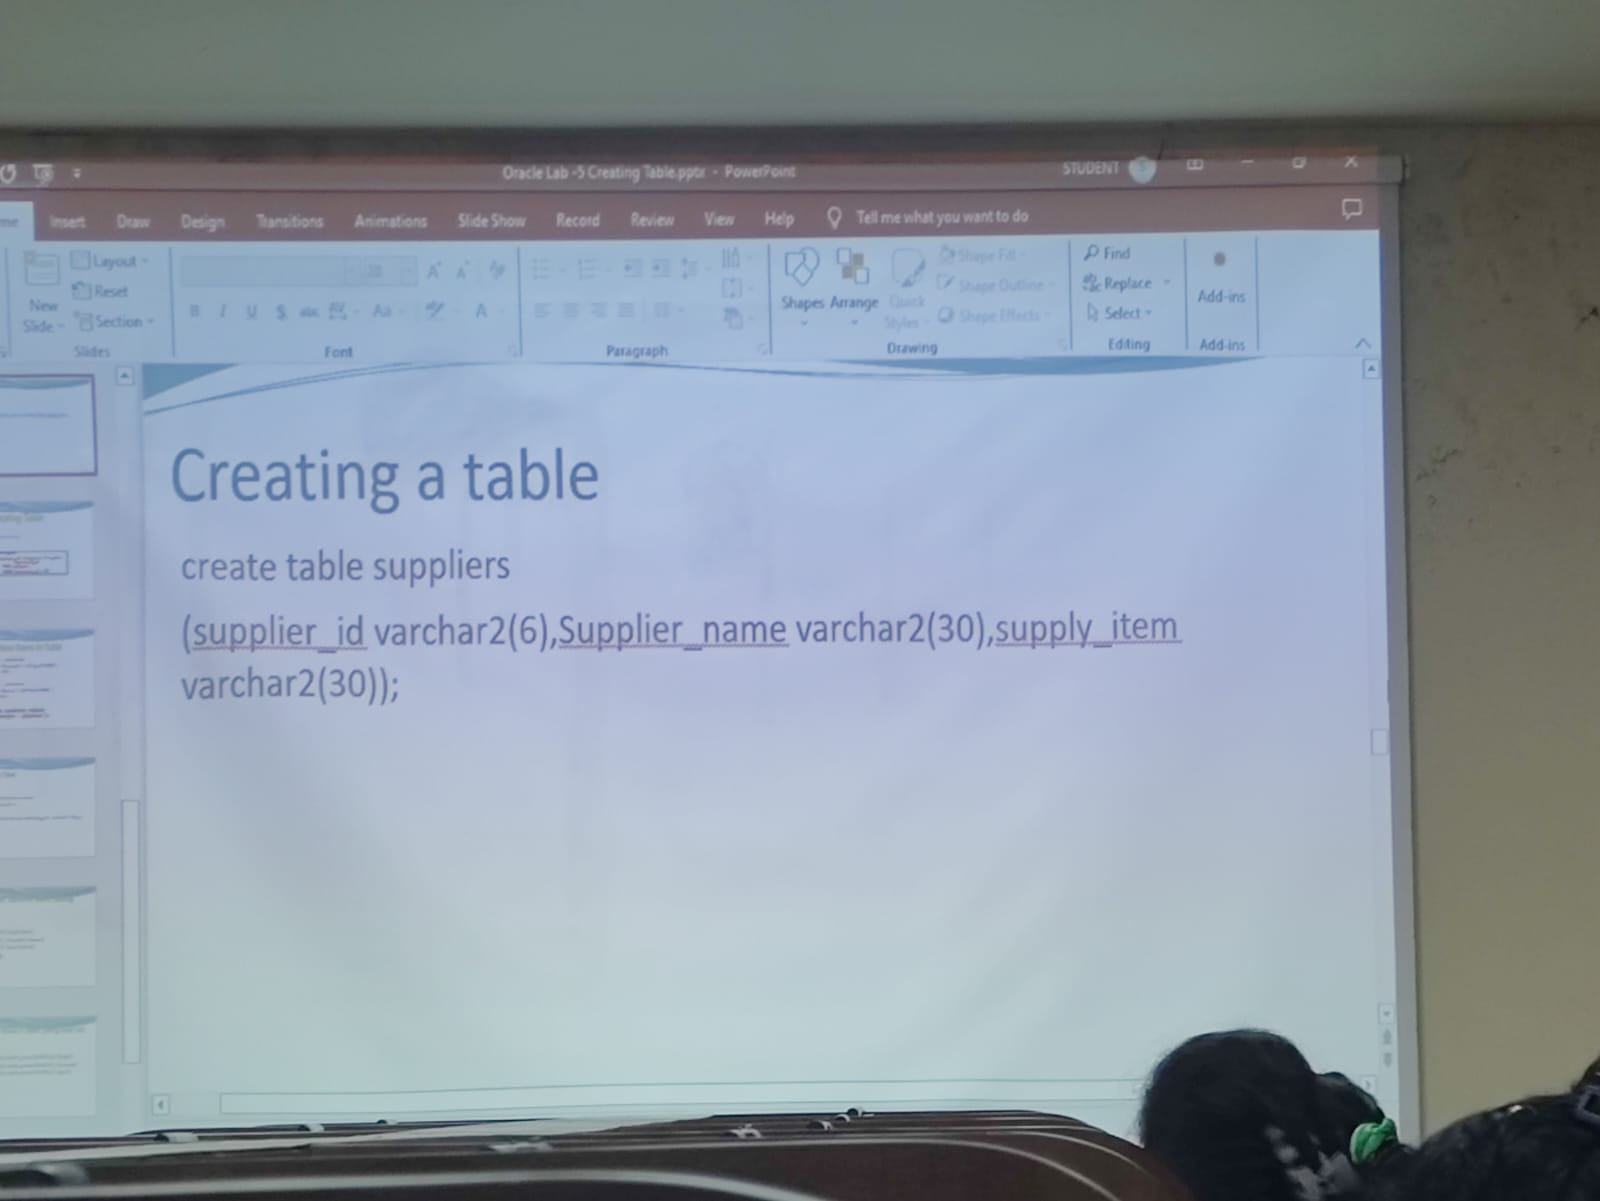 Oracle Lab -5 Creating Table.pptx - PowerPoint
STUDENT
Insert Draw Design Transitions Animations Slide Show Record Review View Help Tell me what you want to do
New Slide
Layout
Reset
Section
Slides
B I U S abc AV Aa A
Font
Paragraph
Shapes Arrange Quick Styles
Shape Fill
Shape Outline
Shape Effects
Drawing
Find
Replace
Select
Editing
Add-ins
Add-ins
Creating a table
create table suppliers
(supplier_id varchar2(6),Supplier_name varchar2(30),supply_item
varchar2(30));